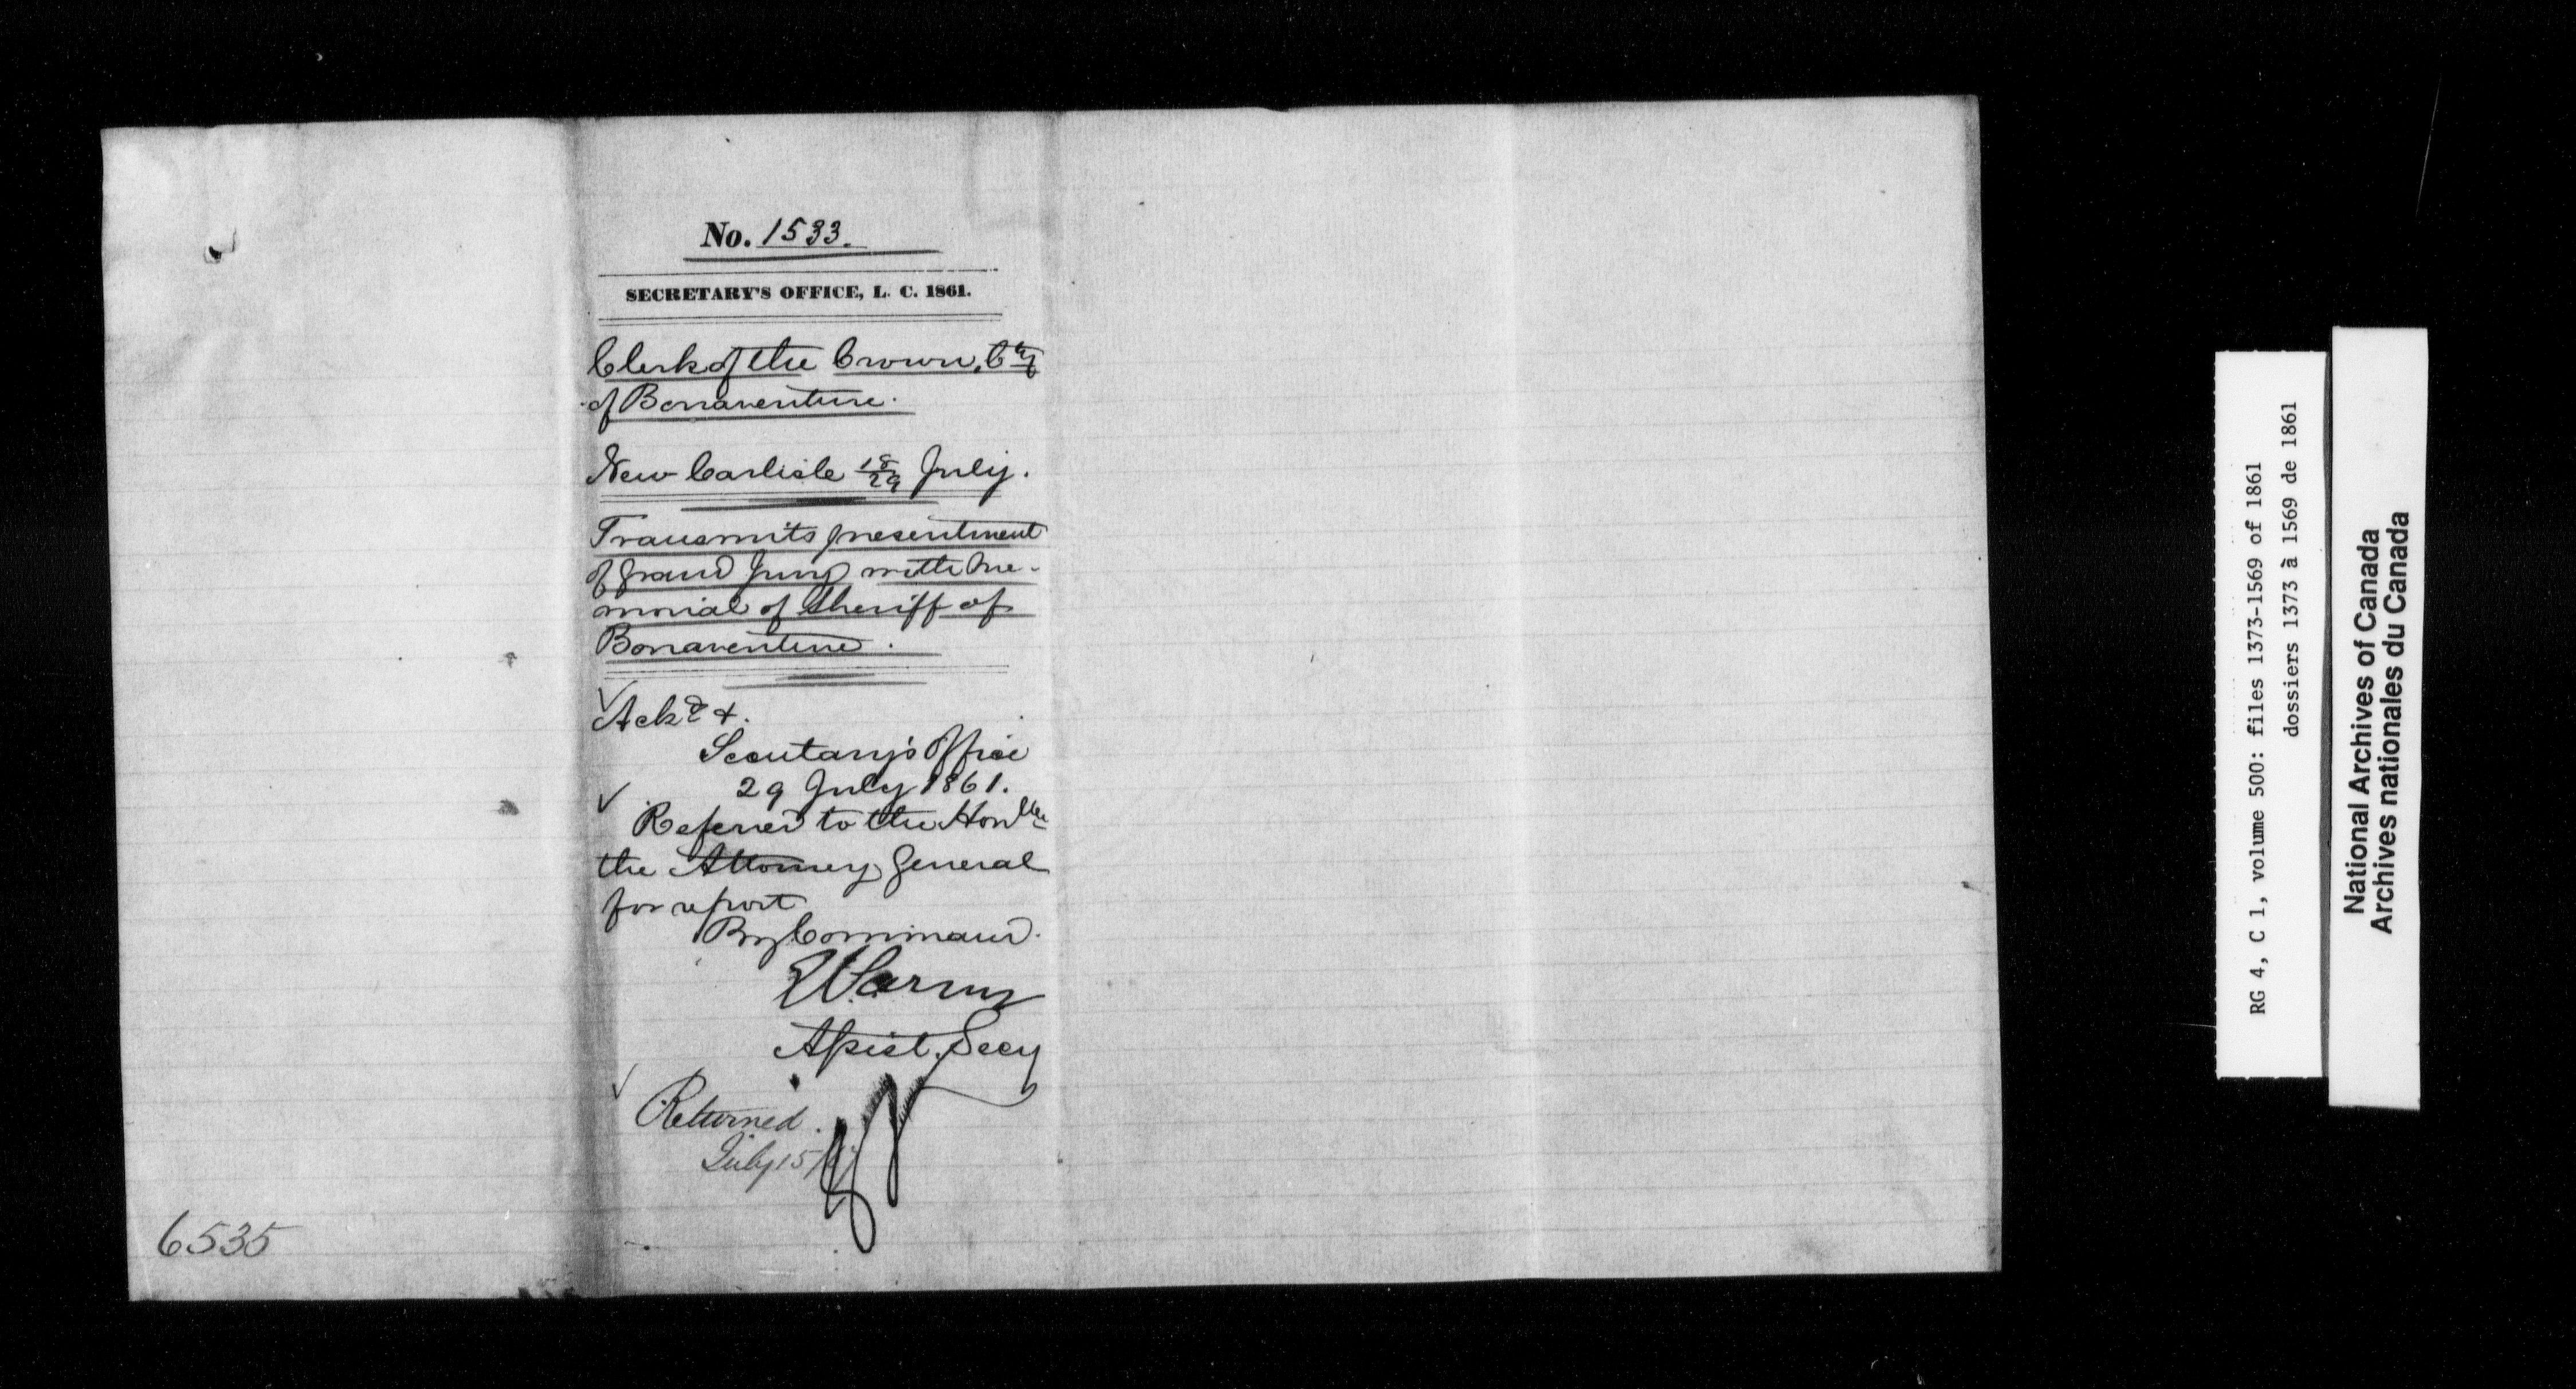 No. 1533.
SECRETARY'S OFFICE, L. C. 1861.
Clerk of the Crown, Cty
of Bonaventure.
New Carlisle 18/29 July.
Transmits presentment
of Grand Jury with Me-
morial of Sheriff of
Bonaventure.
Ackd &.
Secretary's Office
29 July 1861.
Referred to the Honble
the Attorney General
for report
By Command.
Assist. Secy
Returned.
July 15
6535
RG 4, C 1, volume 500: files 1373-1569 of 1861
dossiers 1373 à 1569 de 1861
National Archives of Canada
Archives nationales du Canada